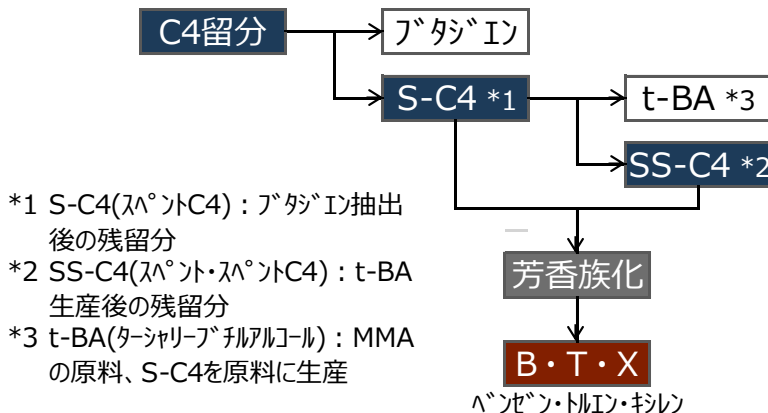 C4留分
ﾌﾞﾀｼﾞｴﾝ
S-C4 *1
t-BA *3
SS-C4 *2
*1 S-C4(ｽﾍﾟﾝﾄC4)：ﾌﾞﾀｼﾞｴﾝ抽出
後の残留分
*2 SS-C4(ｽﾍﾟﾝﾄ・ｽﾍﾟﾝﾄC4)：t-BA
生産後の残留分
*3 t-BA(ﾀｰｼｬﾘｰﾌﾞﾁﾙｱﾙｺｰﾙ)：MMA
の原料、S-C4を原料に生産
芳香族化
B・T・X
ﾍﾞﾝｾﾞﾝ・ﾄﾙｴﾝ・ｷｼﾚﾝ